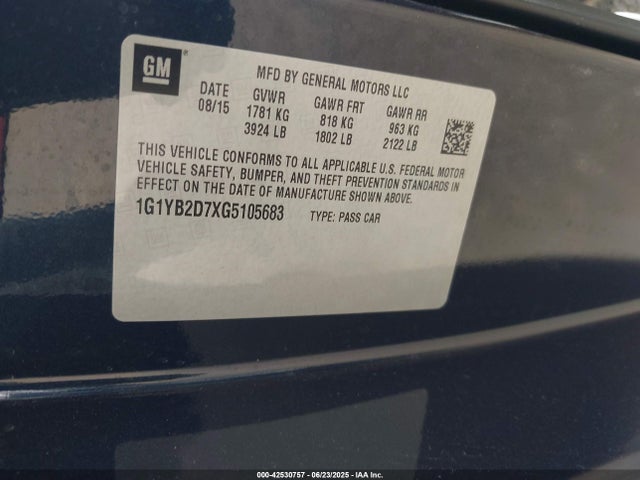 GM
MFD BY GENERAL MOTORS LLC
DATE GVWR GAWR FRT GAWR RR
08/15 1781 KG 818 KG 963 KG
3924 LB 1802 LB 2122 LB
THIS VEHICLE CONFORMS TO ALL APPLICABLE U.S. FEDERAL MOTOR
VEHICLE SAFETY, BUMPER, AND THEFT PREVENTION STANDARDS IN
EFFECT ON THE DATE OF MANUFACTURE SHOWN ABOVE.
1G1YB2D7XG5105683 TYPE: PASS CAR
000-42530757 - 06/23/2025 - IAA Inc.